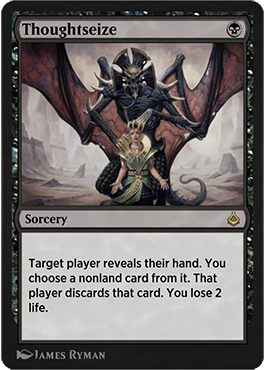 Thoughtseize
Sorcery
Target player reveals their hand. You
choose a nonland card from it. That
player discards that card. You lose 2
life.
JAMES RYMAN